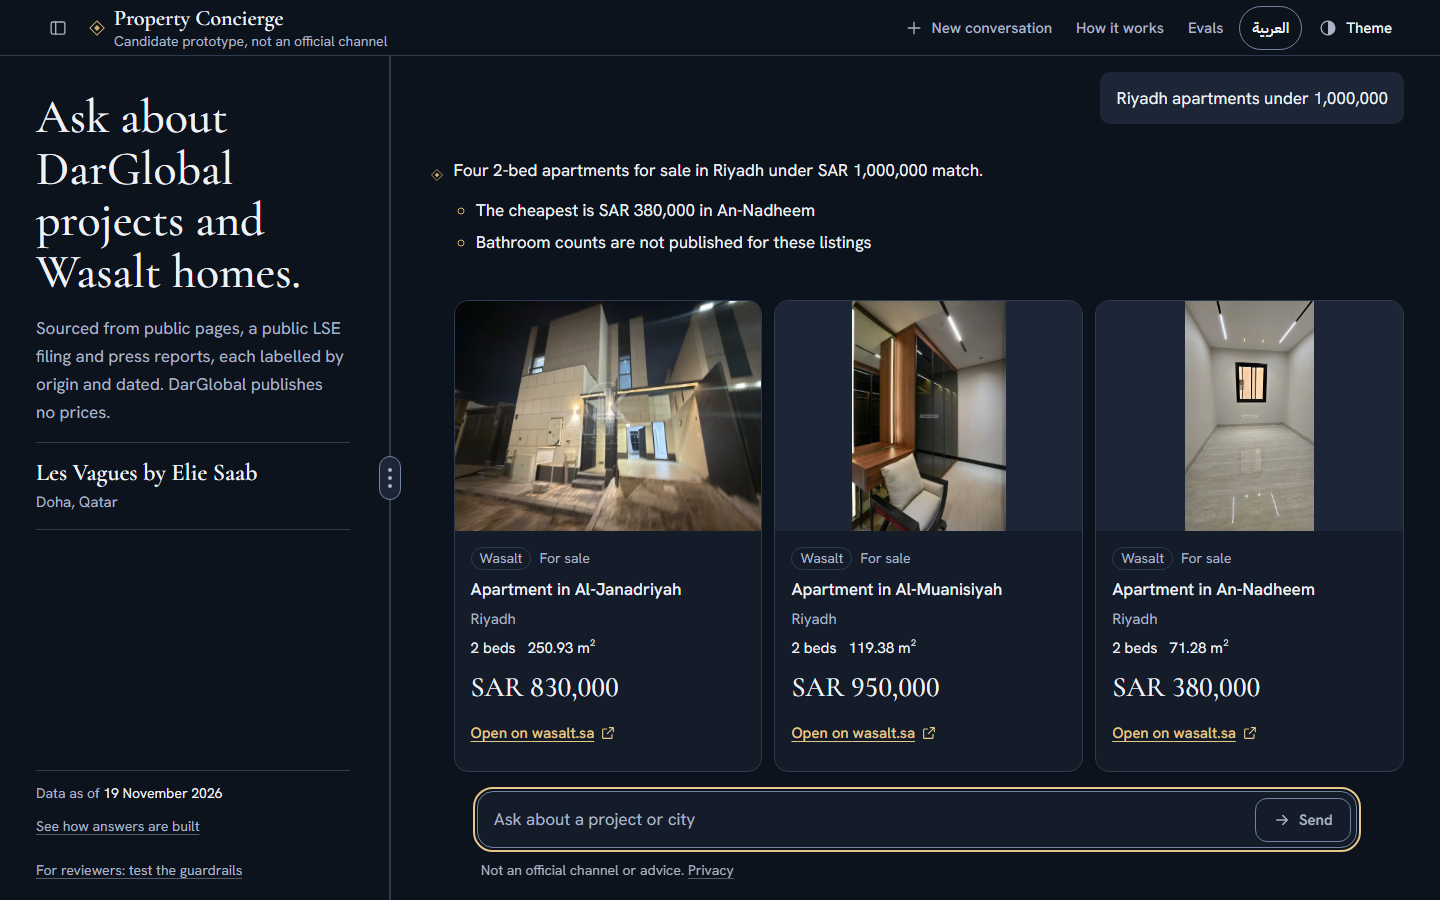 Property Concierge
Candidate prototype, not an official channel
New conversation
How it works
Evals
العربية
Theme
Ask about
DarGlobal
projects and
Wasalt homes.
Sourced from public pages, a public LSE
filing and press reports, each labelled by
origin and dated. DarGlobal publishes
no prices.
Les Vagues by Elie Saab
Doha, Qatar
Data as of 19 November 2026
See how answers are built
For reviewers: test the guardrails
Riyadh apartments under 1,000,000
Four 2-bed apartments for sale in Riyadh under SAR 1,000,000 match.
The cheapest is SAR 380,000 in An-Nadheem
Bathroom counts are not published for these listings
Wasalt For sale
Apartment in Al-Janadriyah
Riyadh
2 beds 250.93 m²
SAR 830,000
Open on wasalt.sa
Wasalt For sale
Apartment in Al-Muanisiyah
Riyadh
2 beds 119.38 m²
SAR 950,000
Open on wasalt.sa
Wasalt For sale
Apartment in An-Nadheem
Riyadh
2 beds 71.28 m²
SAR 380,000
Open on wasalt.sa
Ask about a project or city
Send
Not an official channel or advice. Privacy